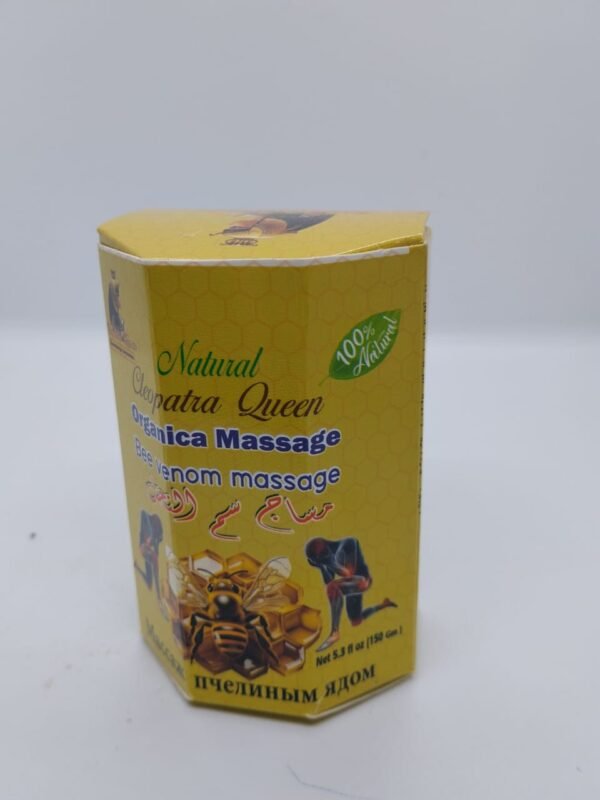 Natural
Cleopatra Queen
Organica Massage
Bee venom massage
مساج سم النحل
100%
Natural
Net 5.3 fl oz (150 Gm )
Массаж пчелиным ядом